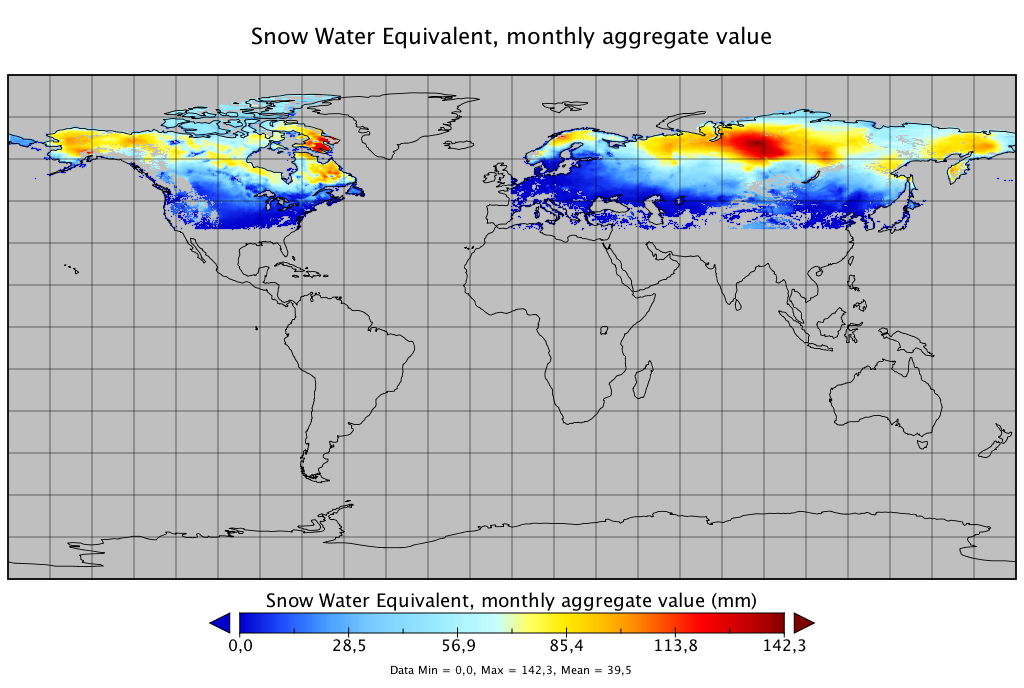 Snow Water Equivalent, monthly aggregate value
Snow Water Equivalent, monthly aggregate value (mm)
0,0 28,5 56,9 85,4 113,8 142,3
Data Min = 0,0, Max = 142,3, Mean = 39,5